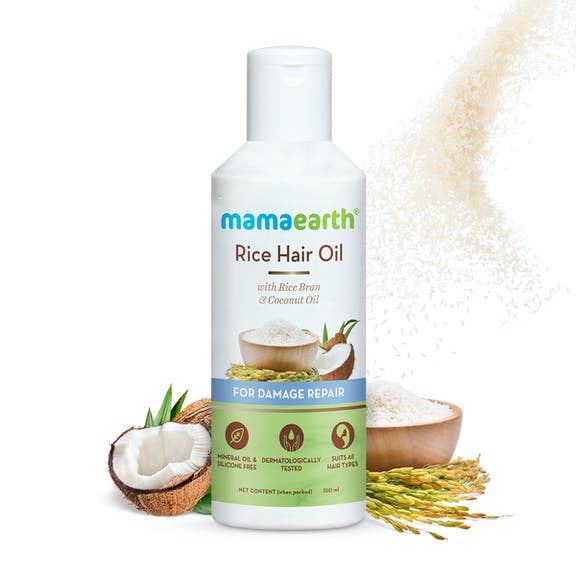 mamaearth®
Rice Hair Oil
with Rice Bran
& Coconut Oil
FOR DAMAGE REPAIR
MINERAL OIL &
SILICONE FREE
DERMATOLOGICALLY
TESTED
SUITS All
HAIR TYPES
NET CONTENT (when packed) 150 ml